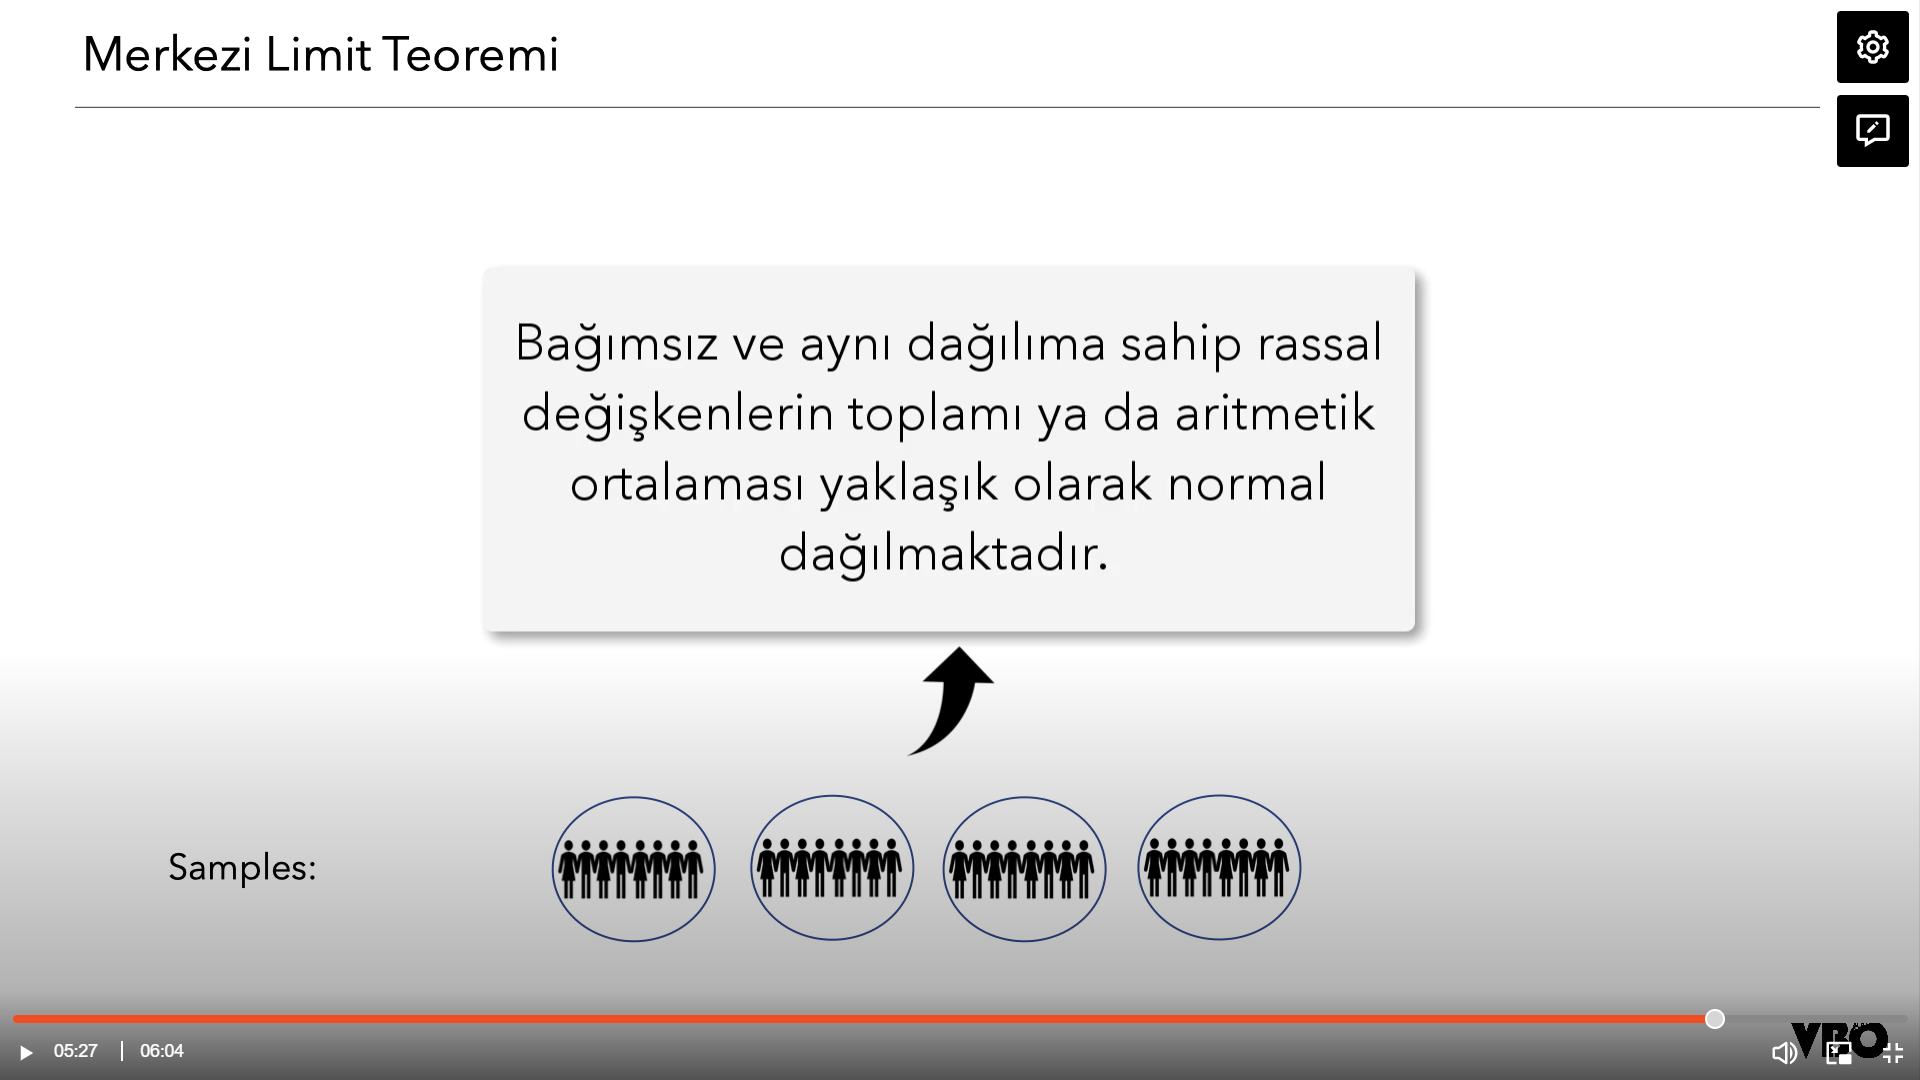 Merkezi Limit Teoremi
Bağımsız ve aynı dağılıma sahip rassal
değişkenlerin toplamı ya da aritmetik
ortalaması yaklaşık olarak normal
dağılmaktadır.
Samples:
05:27 | 06:04
VBO